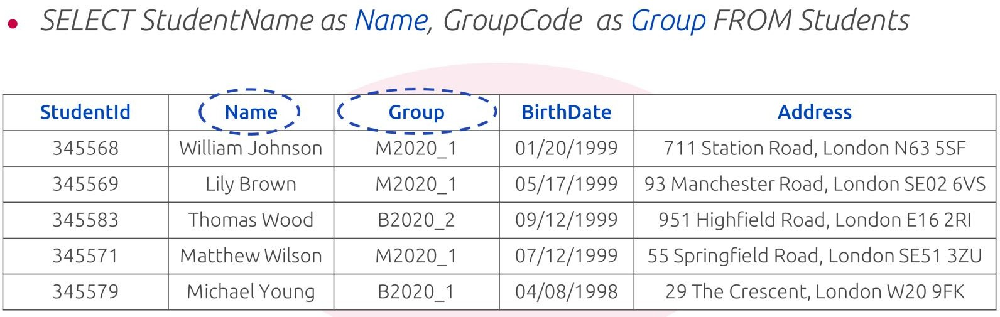 • SELECT StudentName as Name, GroupCode as Group FROM Students
StudentId Name Group BirthDate Address
345568 William Johnson M2020_1 01/20/1999 711 Station Road, London N63 5SF
345569 Lily Brown M2020_1 05/17/1999 93 Manchester Road, London SE02 6VS
345583 Thomas Wood B2020_2 09/12/1999 951 Highfield Road, London E16 2RI
345571 Matthew Wilson M2020_1 07/12/1999 55 Springfield Road, London SE51 3ZU
345579 Michael Young B2020_1 04/08/1998 29 The Crescent, London W20 9FK